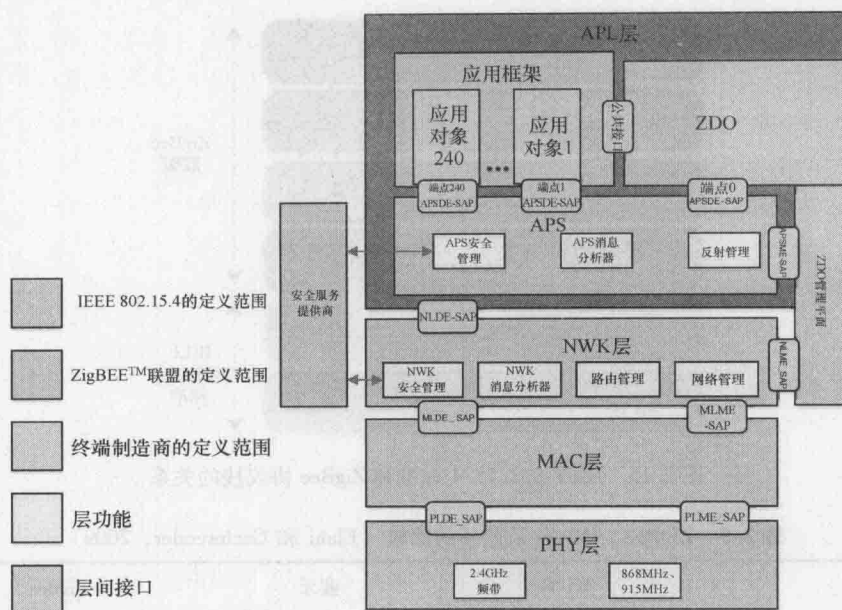 APL层
应用框架
应用
对象
240
应用
对象1
公共接口
ZDO
端点240
APSDE-SAP
端点1
APSDE-SAP
端点0
APSDE-SAP
APS
APS安全
管理
APS消息
分析器
反射管理
APSME-SAP
ZDO管理平面
安全服务
提供商
NLDE-SAP
NWK层
NWK
安全管理
NWK
消息分析器
路由管理
网络管理
NLME_SAP
MLDE_SAP
MLME
-SAP
MAC层
PLDE_SAP
PLME_SAP
PHY层
2.4GHz
频带
868MHz、
915MHz
IEEE 802.15.4的定义范围
ZigBEE™联盟的定义范围
终端制造商的定义范围
层功能
层间接口